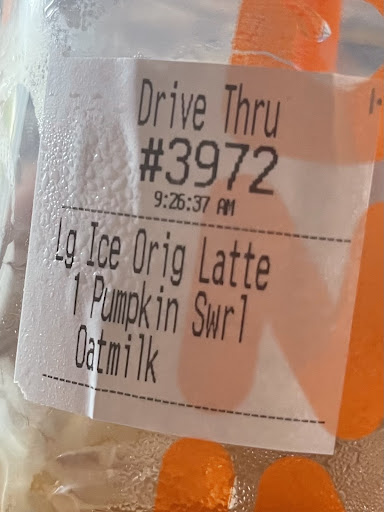 Drive Thru
#3972
9:26:37 AM
Lg Ice Orig Latte
1 Pumpkin Swrl
Oatmilk